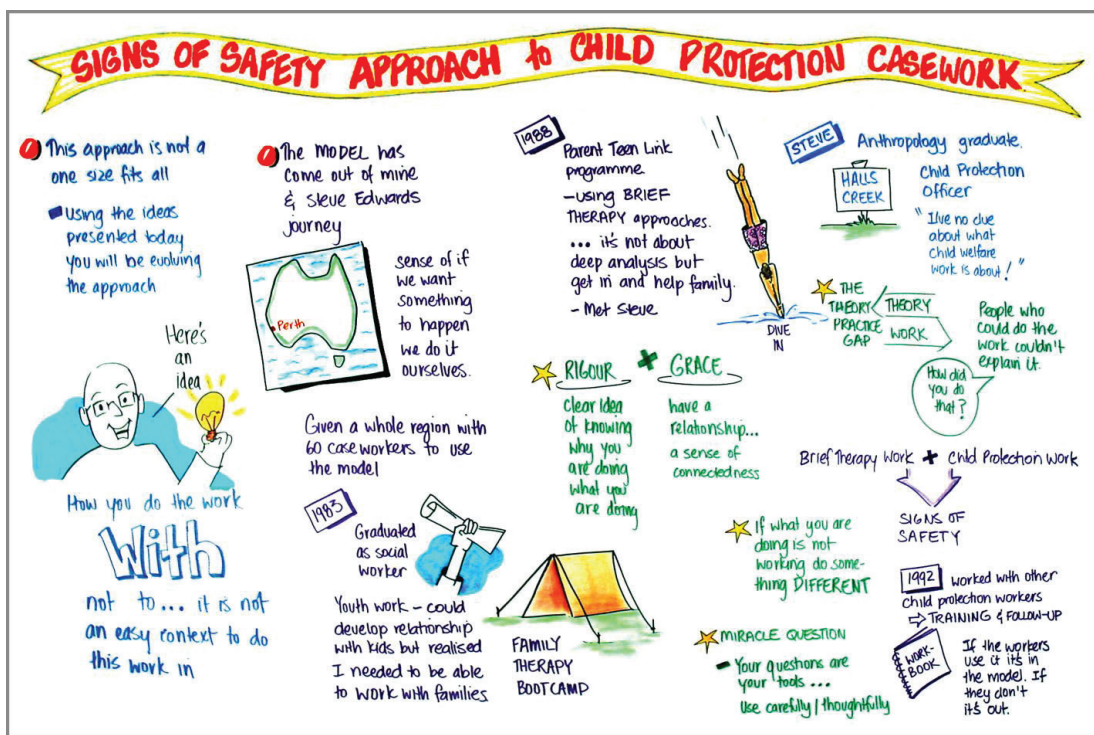 SIGNS OF SAFETY APPROACH to CHILD PROTECTION CASEWORK
This approach is not a
one size fits all
Using the ideas
presented today
you will be evolving
the approach
Here's
an
idea
How you do the work
With
not to... it is not
an easy context to do
this work in
The MODEL has
come out of mine
& Steve Edwards
journey
Perth
sense of if
we want
something
to happen
we do it
ourselves.
Given a whole region with
60 caseworkers to use
the model
1983
Graduated
as social
worker
Youth work – could
develop relationship
with kids but realised
I needed to be able
to work with families
1988
Parent Teen Link
programme
– using BRIEF
THERAPY approaches.
... it's not about
deep analysis but
get in and help family.
– Met Steve
DIVE
IN
RIGOUR + GRACE
clear idea
of knowing
why you
are doing
what you
are doing
have a
relationship...
a sense of
connectedness
FAMILY
THERAPY
BOOTCAMP
STEVE
Anthropology graduate.
HALLS
CREEK
Child Protection
Officer
"I've no clue
about what
child welfare
work is about!"
THE
THEORY
PRACTICE
GAP
THEORY
WORK
People who
could do the
work couldn't
explain it.
How did
you do
that?
Brief Therapy Work + Child Protection Work
SIGNS OF
SAFETY
If what you are
doing is not
working do some-
thing DIFFERENT
MIRACLE QUESTION
– Your questions are
your tools ...
Use carefully/thoughtfully
1992 worked with other
child protection workers
⇨ TRAINING & FOLLOW-UP
WORK-
BOOK
If the workers
use it its in
the model. If
they don't
it's out.